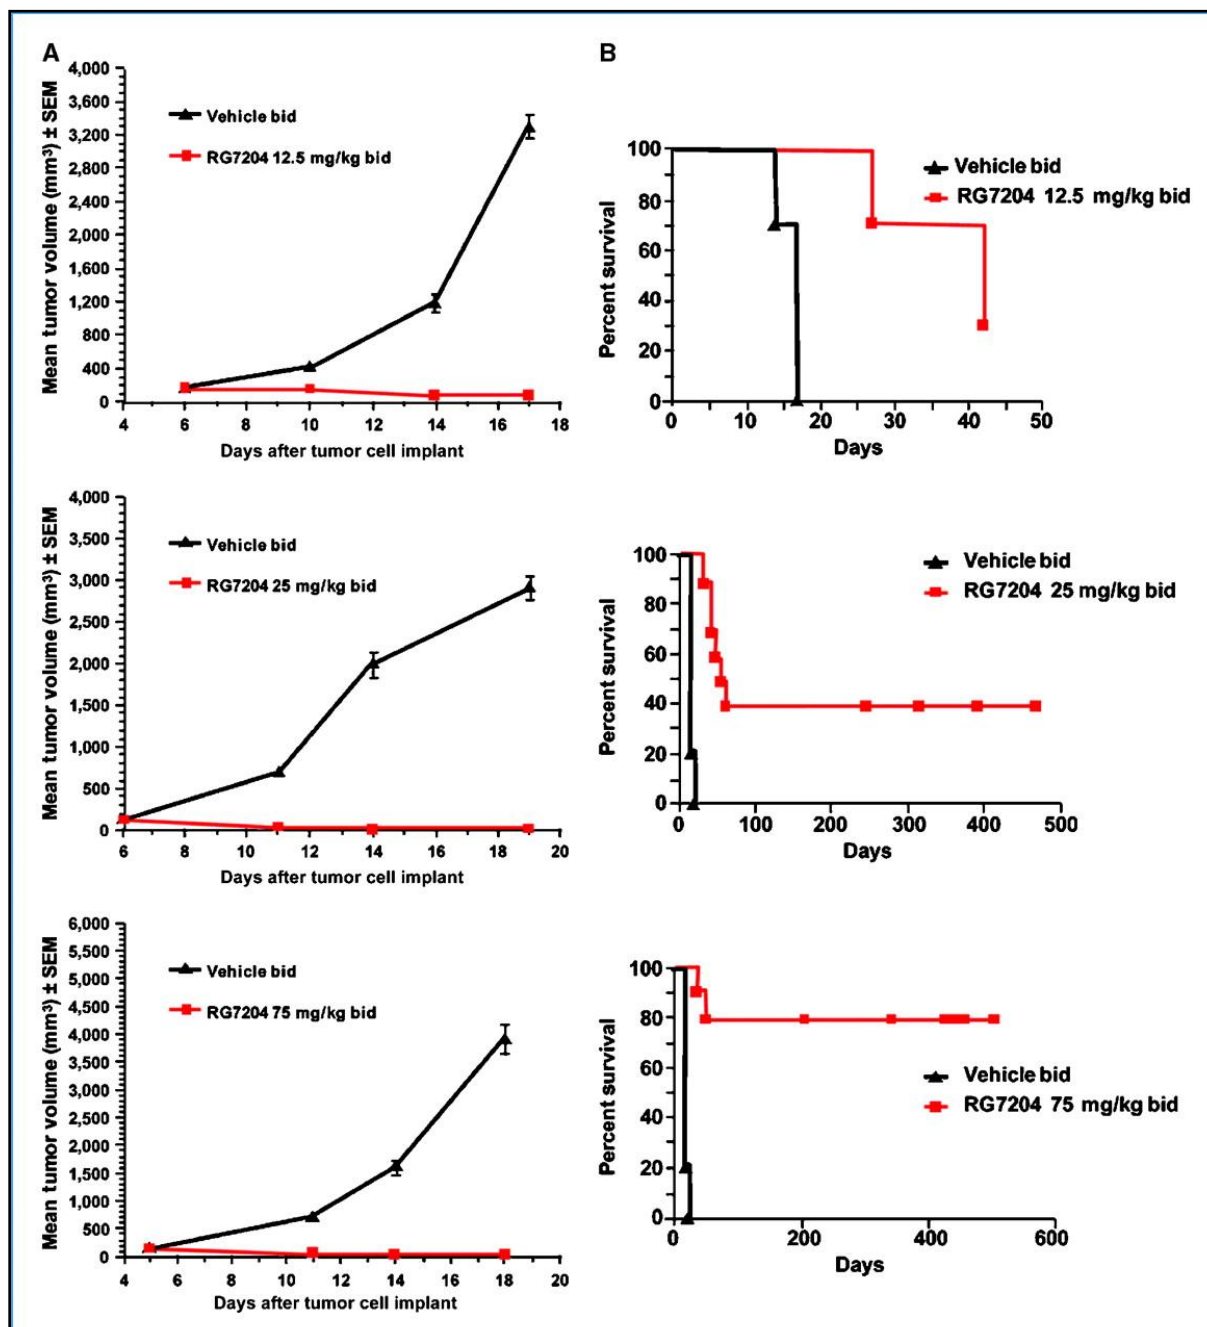 A
Mean tumor volume (mm³) ± SEM
4,000
3,600
3,200
2,800
2,400
2,000
1,600
1,200
800
400
0
Vehicle bid
RG7204 12.5 mg/kg bid
4 6 8 10 12 14 16 18
Days after tumor cell implant
B
Percent survival
100
80
60
40
20
0
Vehicle bid
RG7204 12.5 mg/kg bid
0 10 20 30 40 50
Days
Mean tumor volume (mm³) ± SEM
4,000
3,500
3,000
2,500
2,000
1,500
1,000
500
0
Vehicle bid
RG7204 25 mg/kg bid
6 8 10 12 14 16 18 20
Days after tumor cell implant
Percent survival
100
80
60
40
20
0
Vehicle bid
RG7204 25 mg/kg bid
0 100 200 300 400 500
Days
Mean tumor volume (mm³) ± SEM
6,000
5,500
5,000
4,500
4,000
3,500
3,000
2,500
2,000
1,500
1,000
500
0
Vehicle bid
RG7204 75 mg/kg bid
4 6 8 10 12 14 16 18 20
Days after tumor cell implant
Percent survival
100
80
60
40
20
0
Vehicle bid
RG7204 75 mg/kg bid
0 200 400 600
Days